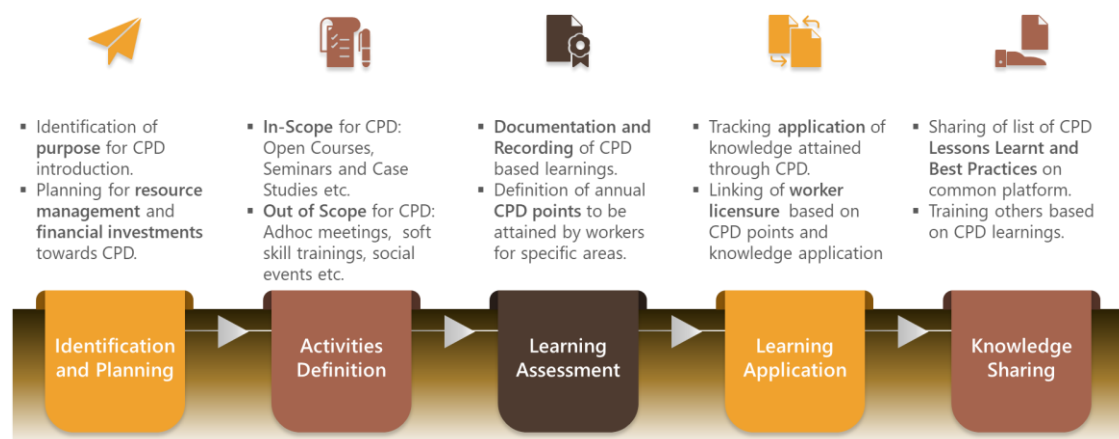 ▪ Identification of
purpose for CPD
introduction.
▪ Planning for resource
management and
financial investments
towards CPD.
▪ In-Scope for CPD:
Open Courses,
Seminars and Case
Studies etc.
▪ Out of Scope for CPD:
Adhoc meetings, soft
skill trainings, social
events etc.
▪ Documentation and
Recording of CPD
based learnings.
▪ Definition of annual
CPD points to be
attained by workers
for specific areas.
▪ Tracking application of
knowledge attained
through CPD.
▪ Linking of worker
licensure based on
CPD points and
knowledge application
▪ Sharing of list of CPD
Lessons Learnt and
Best Practices on
common platform.
▪ Training others based
on CPD learnings.
Identification
and Planning
Activities
Definition
Learning
Assessment
Learning
Application
Knowledge
Sharing